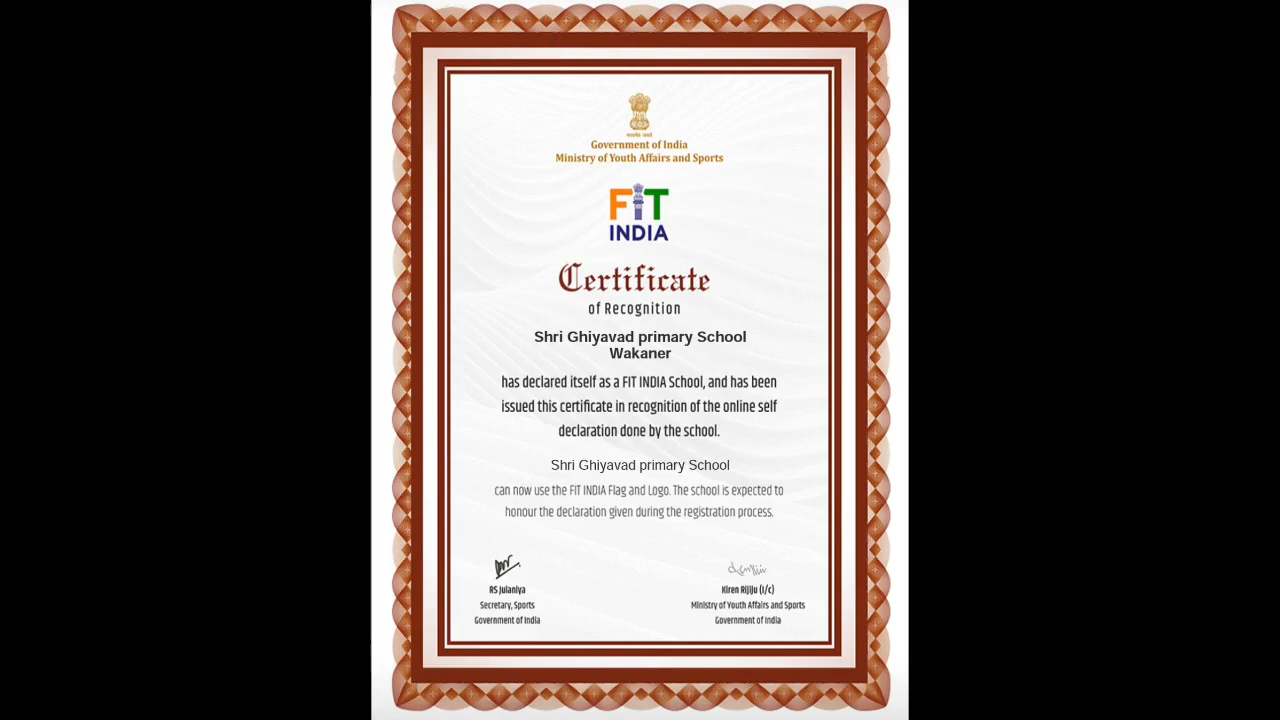 Government of India
Ministry of Youth Affairs and Sports
FIT
INDIA
Certificate
of Recognition
Shri Ghiyavad primary School
Wakaner
has declared itself as a FIT INDIA School, and has been
issued this certificate in recognition of the online self
declaration done by the school.
Shri Ghiyavad primary School
can now use the FIT INDIA Flag and Logo. The school is expected to
honour the declaration given during the registration process.
RS Julaniya
Secretary, Sports
Government of India
Kiren Rijiju (I/c)
Ministry of Youth Affairs and Sports
Government of India